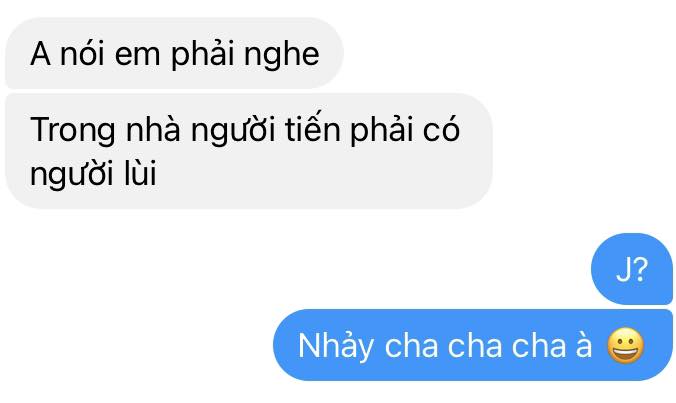 A nói em phải nghe
Trong nhà người tiến phải có
người lùi
J?
Nhảy cha cha cha à 😀